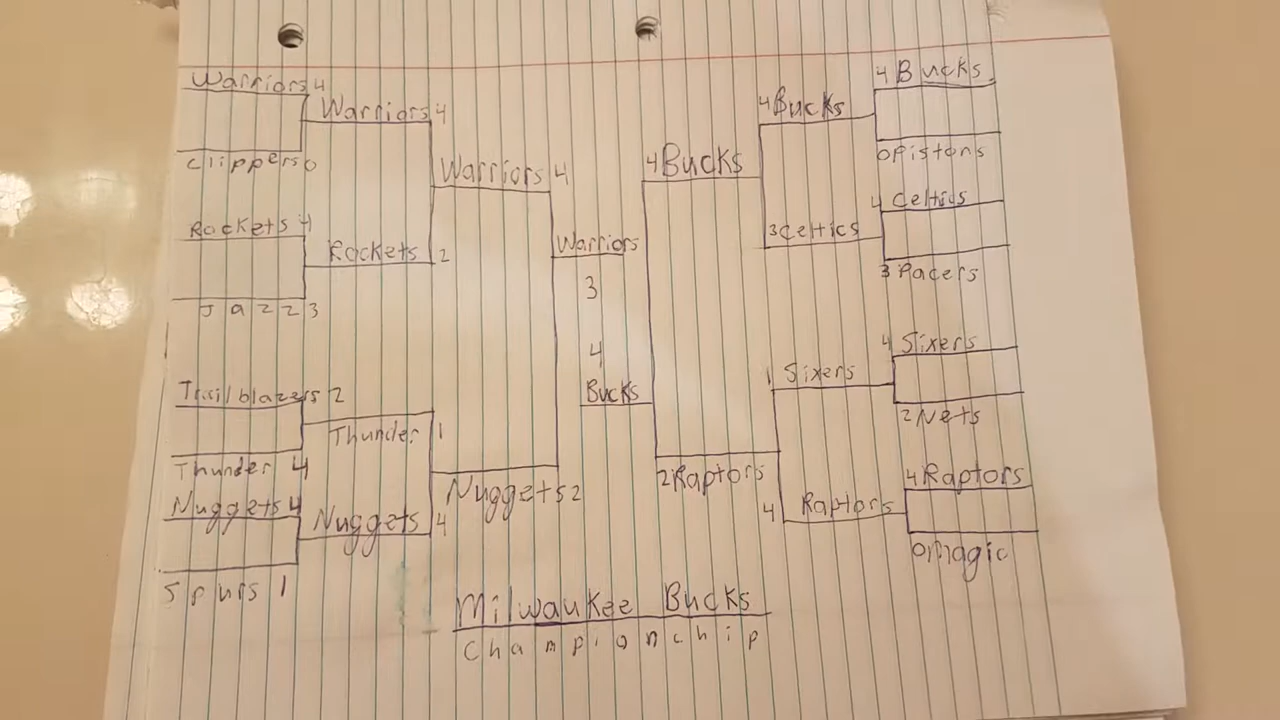 Warriors 4
Clippers 0
Rockets 4
Jazz 3
Trailblazers 2
Thunder 4
Nuggets 4
Spurs 1
Warriors 4
Rockets 2
Thunder 1
Nuggets 4
Warriors 4
Nuggets 2
Warriors
3
4
Bucks
4 Bucks
2 Raptors
4 Bucks
3 Celtics
1 Sixers
4 Raptors
4 Bucks
0 Pistons
4 Celtics
3 Pacers
4 Sixers
2 Nets
4 Raptors
0 Magic
Milwaukee Bucks
Championchip